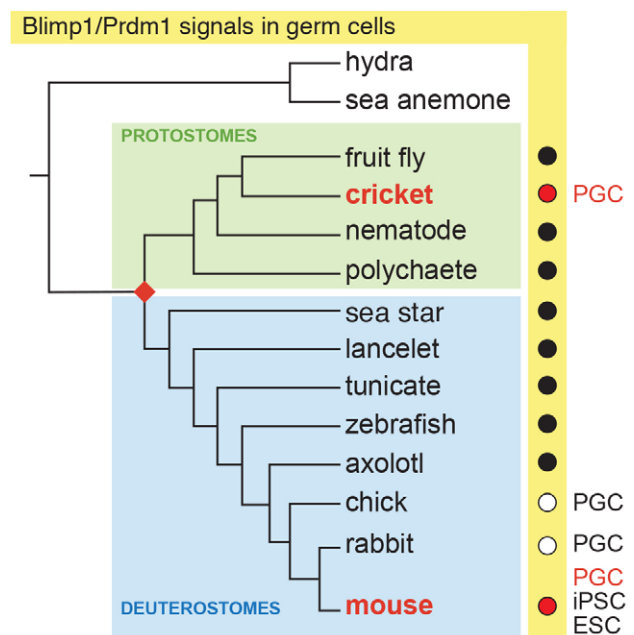 Blimp1/Prdm1 signals in germ cells
hydra
sea anemone
PROTOSTOMES
fruit fly
cricket PGC
nematode
polychaete
sea star
lancelet
tunicate
zebrafish
axolotl
chick PGC
rabbit PGC
PGC
DEUTEROSTOMES mouse iPSC
ESC